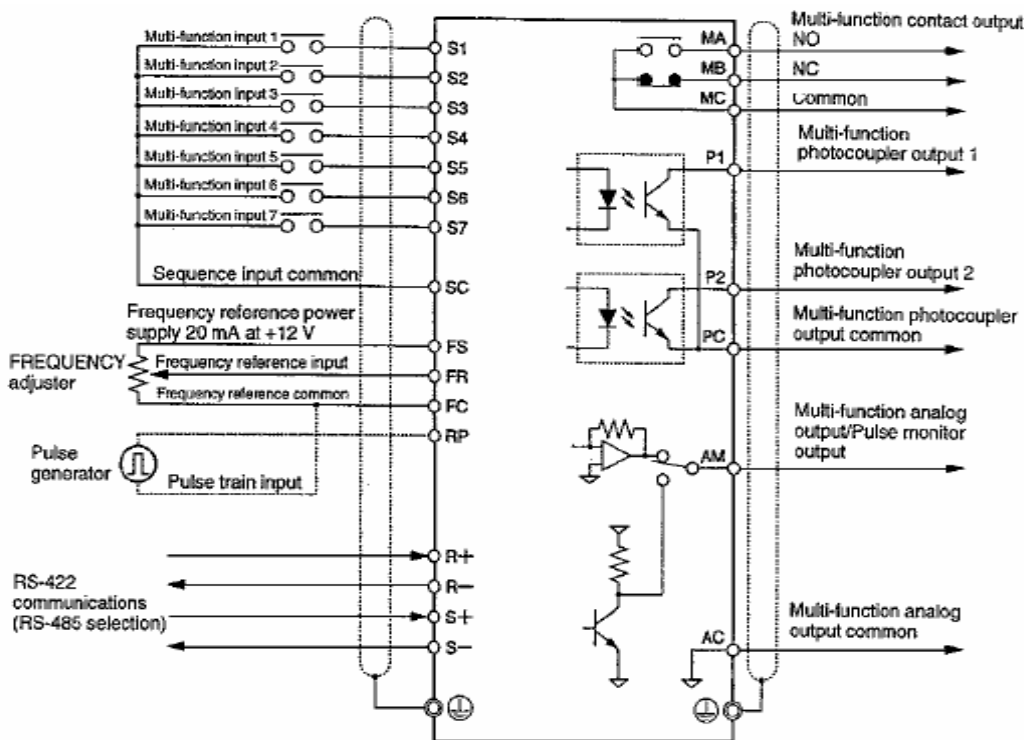 Multi-function input 1
S1
Multi-function input 2
S2
Multi-function input 3
S3
Multi-function input 4
S4
Multi-function input 5
S5
Multi-function input 6
S6
Multi-function input 7
S7
Sequence input common
SC
Frequency reference power
supply 20 mA at +12 V
FS
FREQUENCY
adjuster
Frequency reference input
FR
Frequency reference common
FC
RP
Pulse
generator
Pulse train input
R+
R−
RS-422
communications
(RS-485 selection)
S+
S−
Multi-function contact output
MA
NO
MB
NC
MC
Common
P1
Multi-function
photocoupler output 1
P2
Multi-function
photocoupler output 2
PC
Multi-function photocoupler
output common
AM
Multi-function analog
output/Pulse monitor
output
AC
Multi-function analog
output common